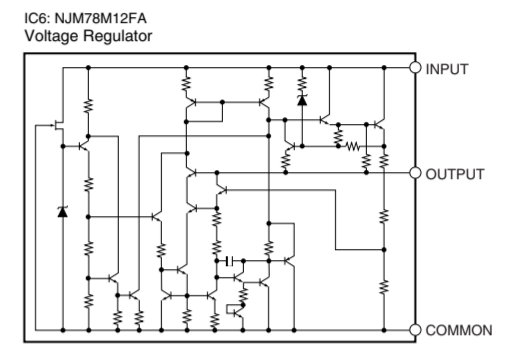 IC6: NJM78M12FA
Voltage Regulator
INPUT
OUTPUT
COMMON